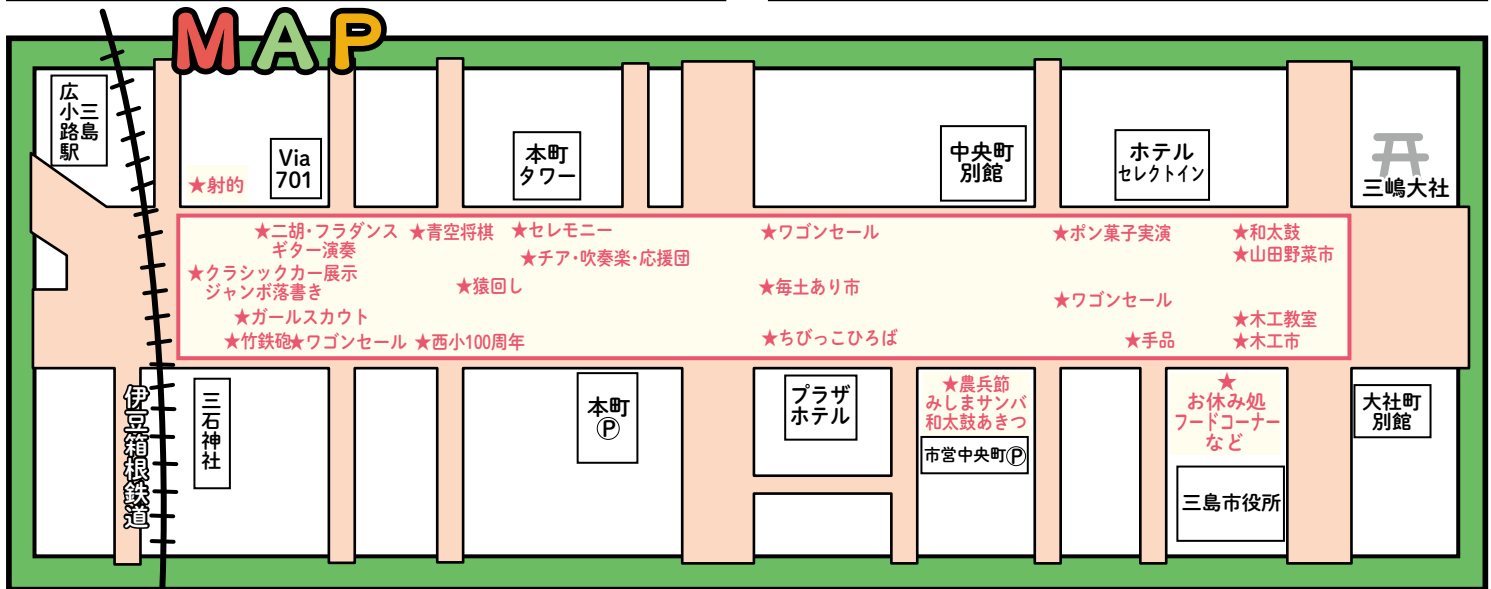 MAP
三島
広小路駅
Via
701
本町
タワー
中央町
別館
ホテル
セレクトイン
三嶋大社
★射的
★二胡・フラダンス
ギター演奏
★青空将棋
★セレモニー
★チア・吹奏楽・応援団
★クラシックカー展示
ジャンボ落書き
★猿回し
★ガールスカウト
★竹鉄砲
★ワゴンセール
★西小100周年
★ワゴンセール
★毎土あり市
★ちびっこひろば
★ポン菓子実演
★ワゴンセール
★手品
★和太鼓
★山田野菜市
★木工教室
★木工市
伊豆箱根鉄道
三石神社
本町
Ⓟ
プラザ
ホテル
★農兵節
みしまサンバ
和太鼓あきつ
市営中央町Ⓟ
★
お休み処
フードコーナー
など
三島市役所
大社町
別館